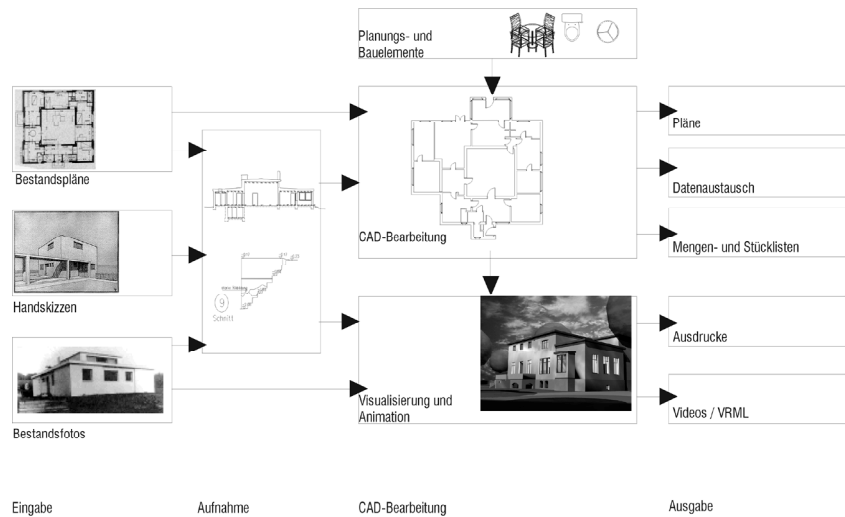 Planungs- und
Bauelemente
Bestandspläne
Handskizzen
Bestandsfotos
9
Schnitt
CAD-Bearbeitung
Visualisierung und
Animation
Pläne
Datenaustausch
Mengen- und Stücklisten
Ausdrucke
Videos / VRML
Eingabe
Aufnahme
CAD-Bearbeitung
Ausgabe